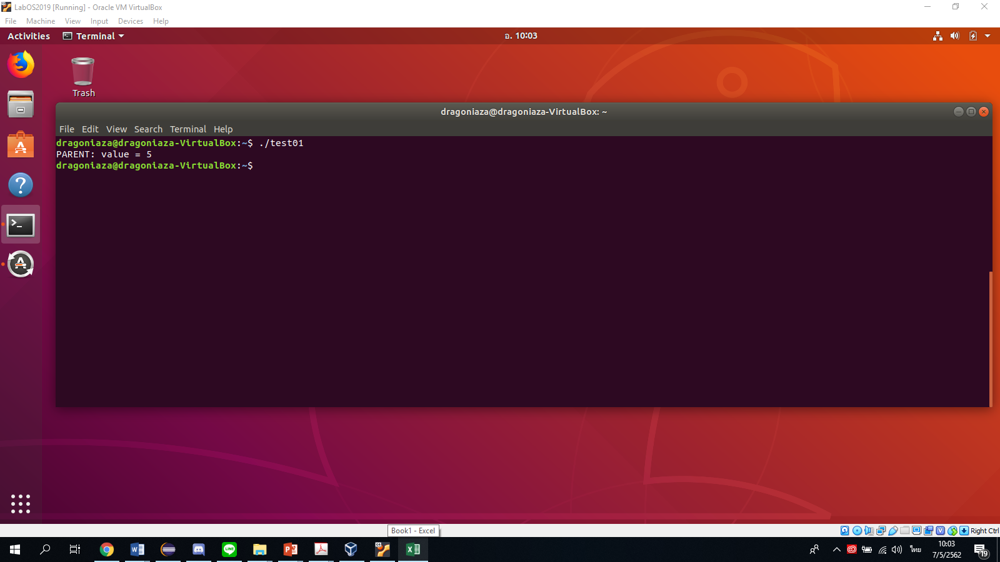 LabOS2019 [Running] - Oracle VM VirtualBox
File Machine View Input Devices Help
Activities Terminal อ. 10:03
Trash
dragoniaza@dragoniaza-VirtualBox: ~
File Edit View Search Terminal Help
dragoniaza@dragoniaza-VirtualBox:~$ ./test01
PARENT: value = 5
dragoniaza@dragoniaza-VirtualBox:~$
Book1 - Excel
Right Ctrl
ไทย
10:03
7/5/2562
19